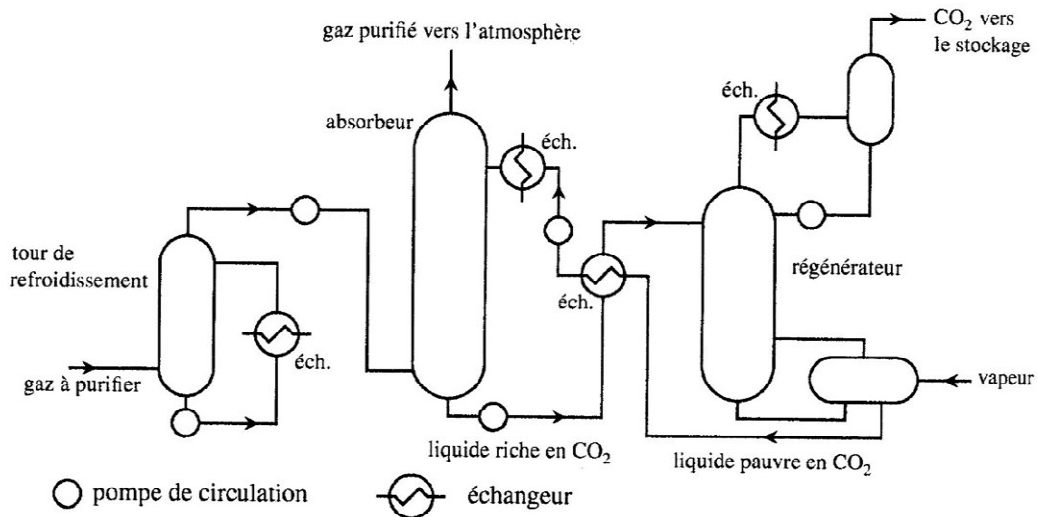 gaz purifié vers l'atmosphère
CO₂ vers
le stockage
éch.
absorbeur
éch.
tour de
refroidissement
régénérateur
éch.
éch.
gaz à purifier
vapeur
liquide riche en CO₂
liquide pauvre en CO₂
pompe de circulation
échangeur